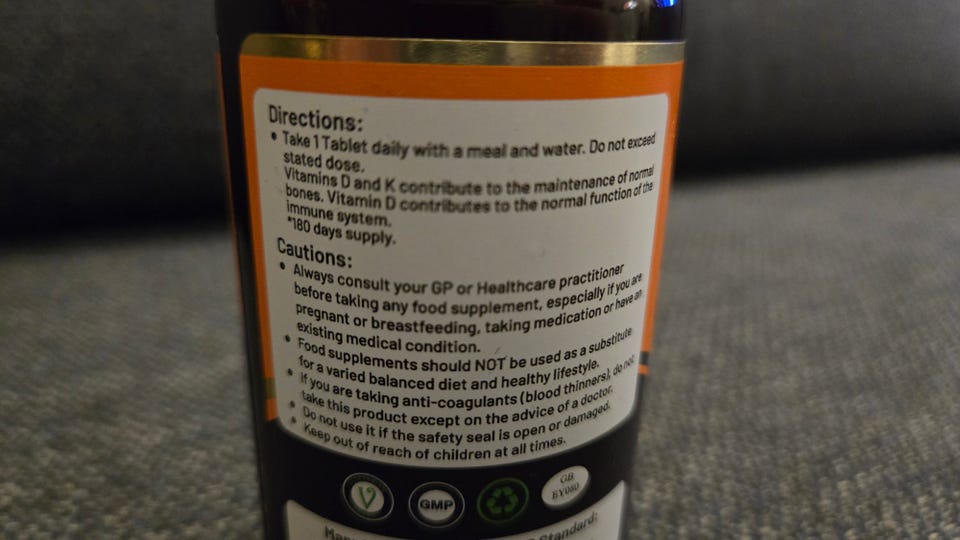 Directions:
• Take 1 Tablet daily with a meal and water. Do not exceed
stated dose.
Vitamins D and K contribute to the maintenance of normal
bones. Vitamin D contributes to the normal function of the
immune system.
*180 days supply.
Cautions:
• Always consult your GP or Healthcare practitioner
before taking any food supplement, especially if you are
pregnant or breastfeeding, taking medication or have an
existing medical condition.
• Food supplements should NOT be used as a substitute
for a varied balanced diet and healthy lifestyle.
• If you are taking anti-coagulants (blood thinners), do not
take this product except on the advice of a doctor.
• Do not use it if the safety seal is open or damaged.
• Keep out of reach of children at all times.
V GMP GB
EY060
Standard: